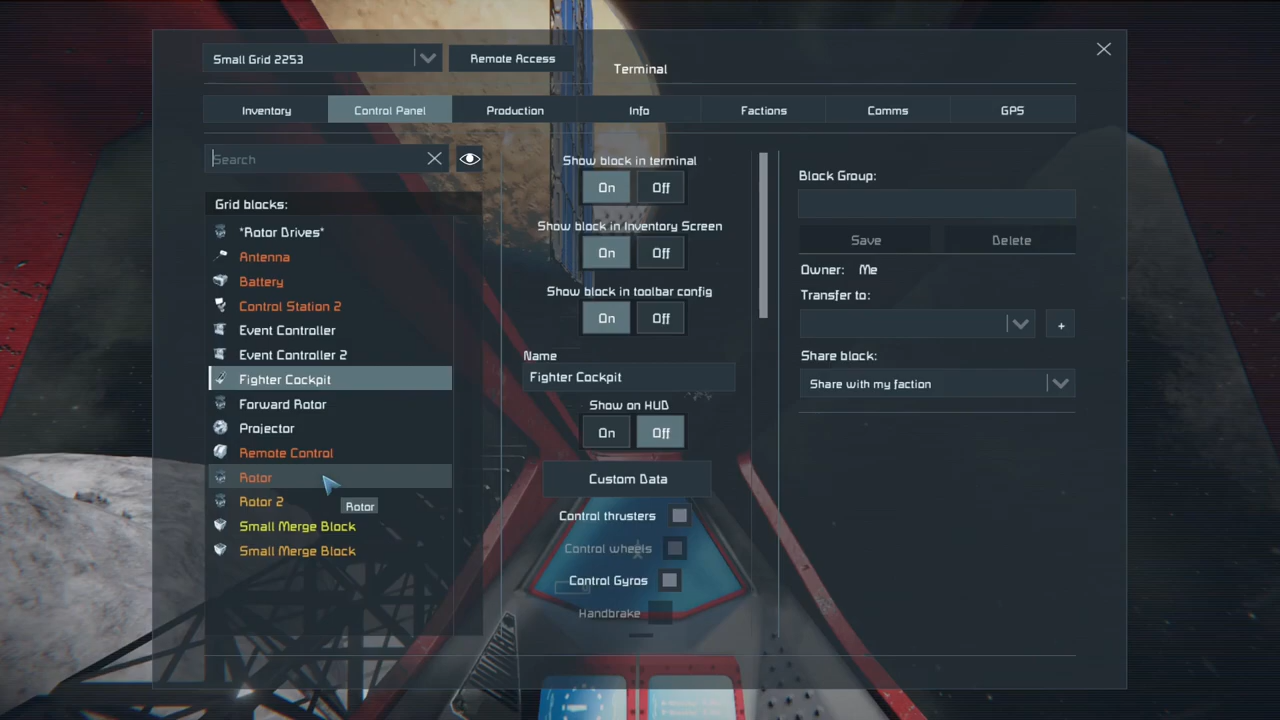 Small Grid 2253
Remote Access
Terminal
Inventory
Control Panel
Production
Info
Factions
Comms
GPS
Search
Grid blocks:
*Rotor Drives*
Antenna
Battery
Control Station 2
Event Controller
Event Controller 2
Fighter Cockpit
Forward Rotor
Projector
Remote Control
Rotor
Rotor
Rotor 2
Small Merge Block
Small Merge Block
Show block in terminal
On Off
Show block in Inventory Screen
On Off
Show block in toolbar config
On Off
Name
Fighter Cockpit
Show on HUD
On Off
Custom Data
Control thrusters
Control wheels
Control Gyros
Handbrake
Block Group:
Save Delete
Owner: Me
Transfer to:
+
Share block:
Share with my faction